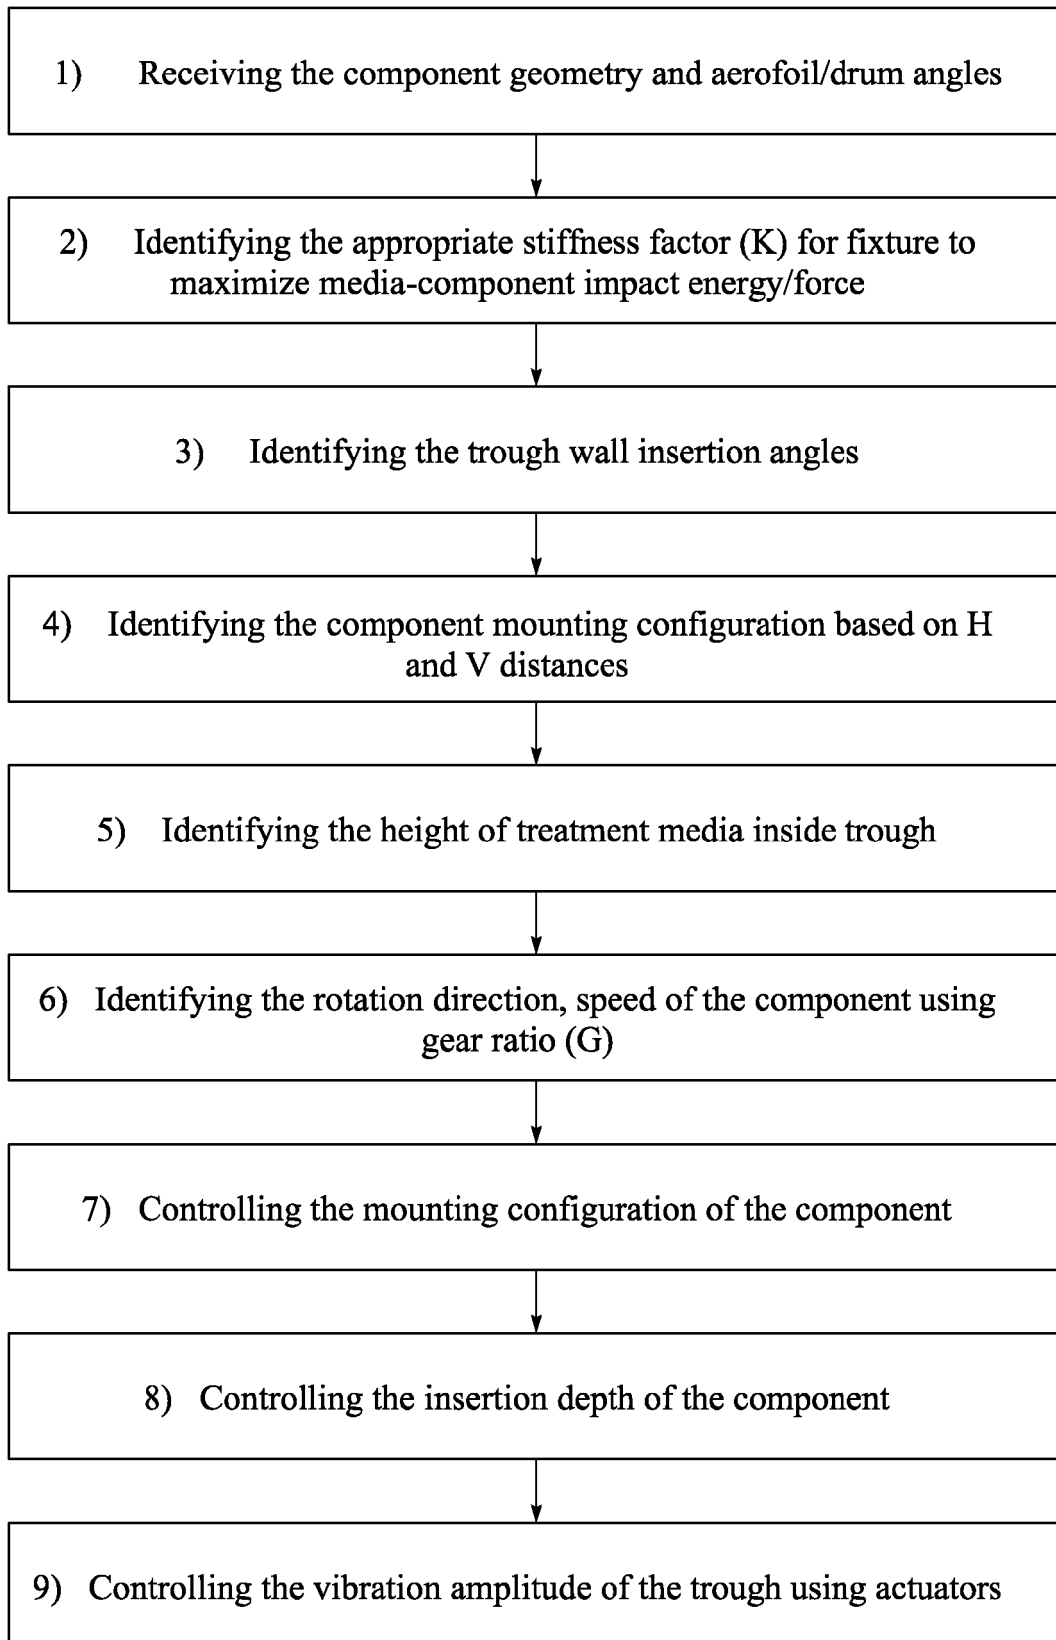 1) Receiving the component geometry and aerofoil/drum angles
2) Identifying the appropriate stiffness factor (K) for fixture to
maximize media-component impact energy/force
3) Identifying the trough wall insertion angles
4) Identifying the component mounting configuration based on H
and V distances
5) Identifying the height of treatment media inside trough
6) Identifying the rotation direction, speed of the component using
gear ratio (G)
7) Controlling the mounting configuration of the component
8) Controlling the insertion depth of the component
9) Controlling the vibration amplitude of the trough using actuators